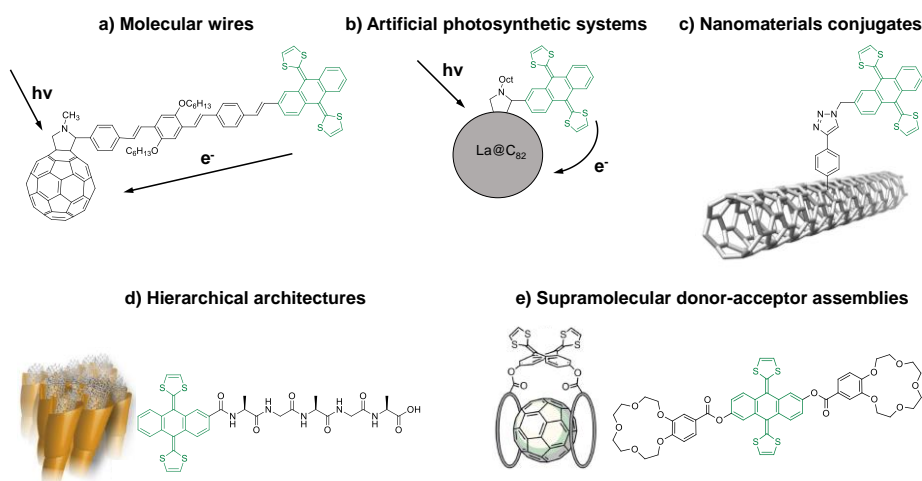 a) Molecular wires
b) Artificial photosynthetic systems
c) Nanomaterials conjugates
hν
N
CH₃
OC₆H₁₃
C₆H₁₃O
S S
S S
e⁻
hν
Oct
N
S S
S S
La@C₈₂
e⁻
N
N
N
S S
S S
d) Hierarchical architectures
e) Supramolecular donor-acceptor assemblies
S S
S S
O
N
H
O
H
N
O
N
H
O
H
N
O
N
H
O
OH
S S
S S
O
O
O
O
O
O
O
O
O
O
O
O
S S
S S
O
O
O
O
O
O
O